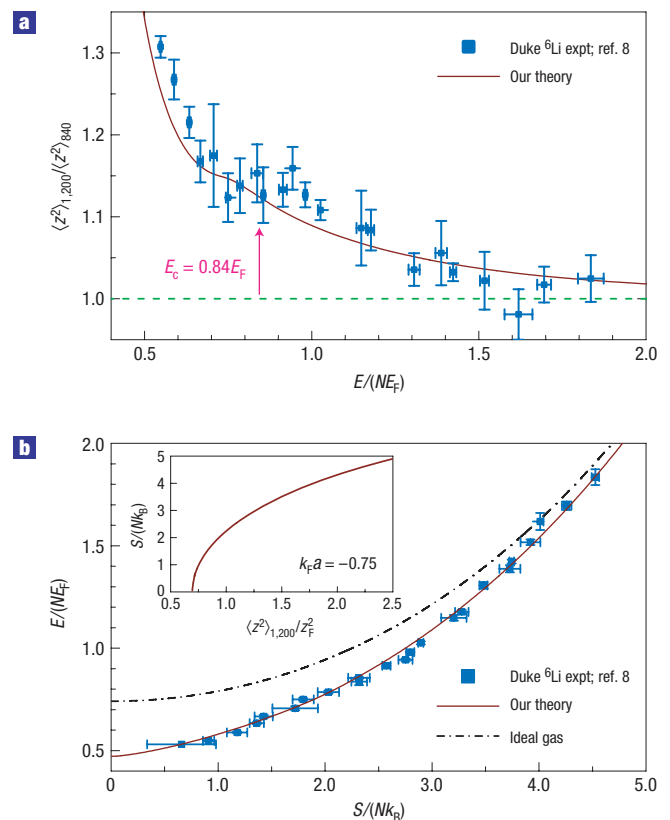 a
1.3
1.2
1.1
1.0
⟨z²⟩1,200/⟨z²⟩840
Duke ⁶Li expt; ref. 8
Our theory
Ec = 0.84EF
0.5 1.0 1.5 2.0
E/(NEF)
b
2.0
1.5
1.0
0.5
E/(NEF)
5
4
3
2
1
0
S/(NkB)
kFa = −0.75
0.5 1.0 1.5 2.0 2.5
⟨z²⟩1,200/z²F
Duke ⁶Li expt; ref. 8
Our theory
Ideal gas
0 1.0 2.0 3.0 4.0 5.0
S/(NkB)